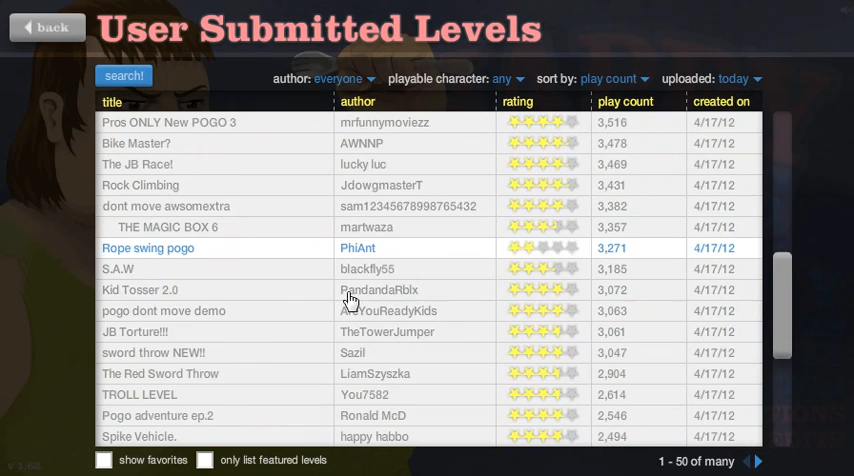 back
User Submitted Levels
search!
author: everyone playable character: any sort by: play count uploaded: today
title author rating play count created on
Pros ONLY New POGO 3 mrfunnymoviezz 3,516 4/17/12
Bike Master? AWNNP 3,478 4/17/12
The JB Race! lucky luc 3,469 4/17/12
Rock Climbing JdowgmasterT 3,431 4/17/12
dont move awsomextra sam12345678998765432 3,382 4/17/12
THE MAGIC BOX 6 martwaza 3,357 4/17/12
Rope swing pogo PhiAnt 3,271 4/17/12
S.A.W blackfly55 3,185 4/17/12
Kid Tosser 2.0 PandandaRblx 3,072 4/17/12
pogo dont move demo AreYouReadyKids 3,063 4/17/12
JB Torture!!! TheTowerJumper 3,061 4/17/12
sword throw NEW!! Sazil 3,047 4/17/12
The Red Sword Throw LiamSzyszka 2,904 4/17/12
TROLL LEVEL You7582 2,614 4/17/12
Pogo adventure ep.2 Ronald McD 2,546 4/17/12
Spike Vehicle. happy habbo 2,494 4/17/12
show favorites only list featured levels 1 - 50 of many